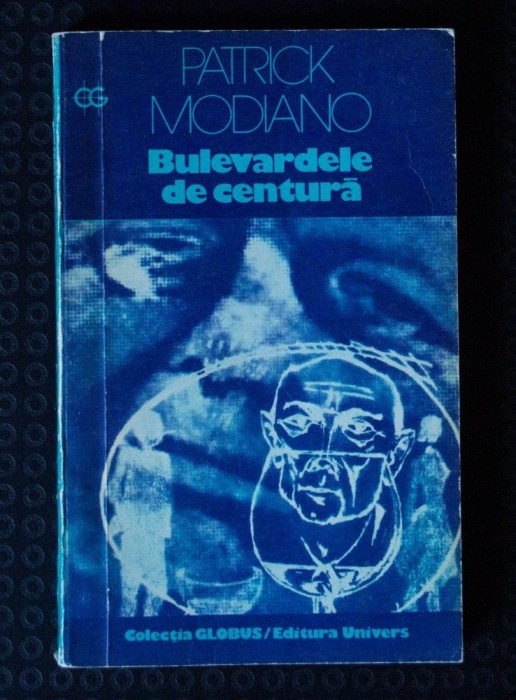 PATRICK
MODIANO
CG
Bulevardele
de centură
Colecția GLOBUS/Editura Univers